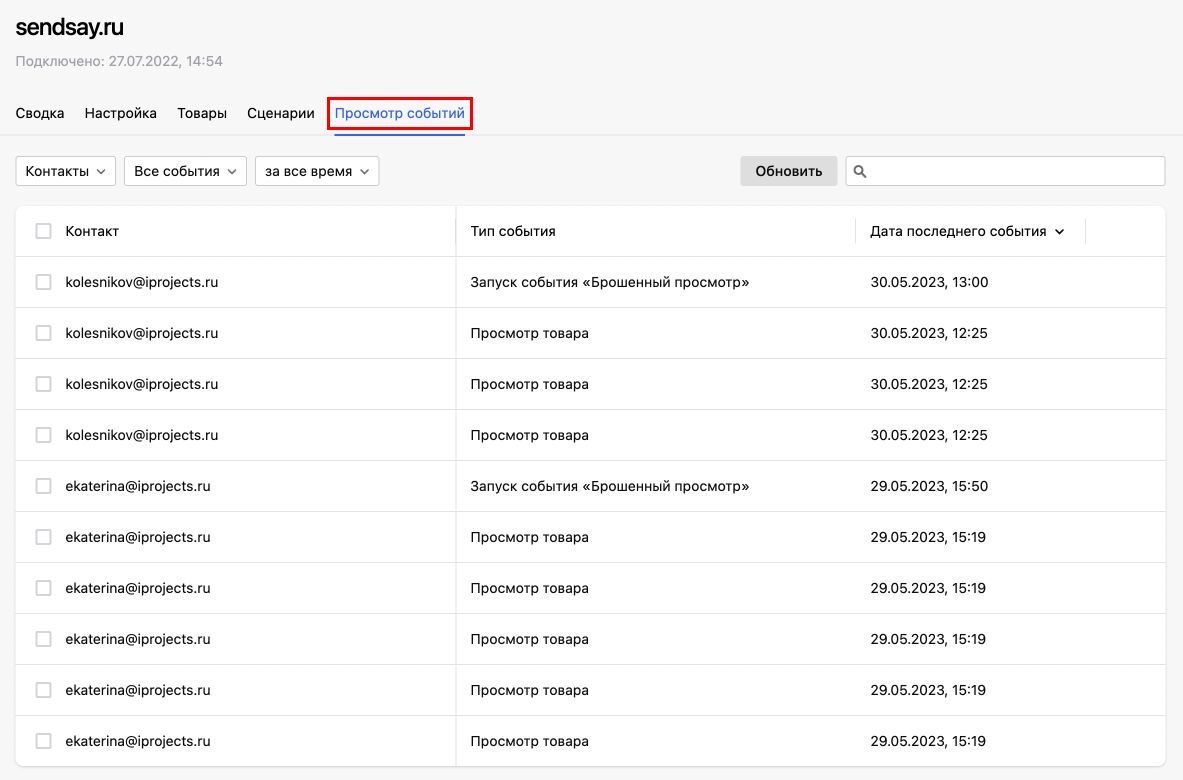 sendsay.ru
Подключено: 27.07.2022, 14:54
Сводка Настройка Товары Сценарии Просмотр событий
Контакты Все события за все время Обновить
Контакт Тип события Дата последнего события
kolesnikov@iprojects.ru Запуск события «Брошенный просмотр» 30.05.2023, 13:00
kolesnikov@iprojects.ru Просмотр товара 30.05.2023, 12:25
kolesnikov@iprojects.ru Просмотр товара 30.05.2023, 12:25
kolesnikov@iprojects.ru Просмотр товара 30.05.2023, 12:25
ekaterina@iprojects.ru Запуск события «Брошенный просмотр» 29.05.2023, 15:50
ekaterina@iprojects.ru Просмотр товара 29.05.2023, 15:19
ekaterina@iprojects.ru Просмотр товара 29.05.2023, 15:19
ekaterina@iprojects.ru Просмотр товара 29.05.2023, 15:19
ekaterina@iprojects.ru Просмотр товара 29.05.2023, 15:19
ekaterina@iprojects.ru Просмотр товара 29.05.2023, 15:19